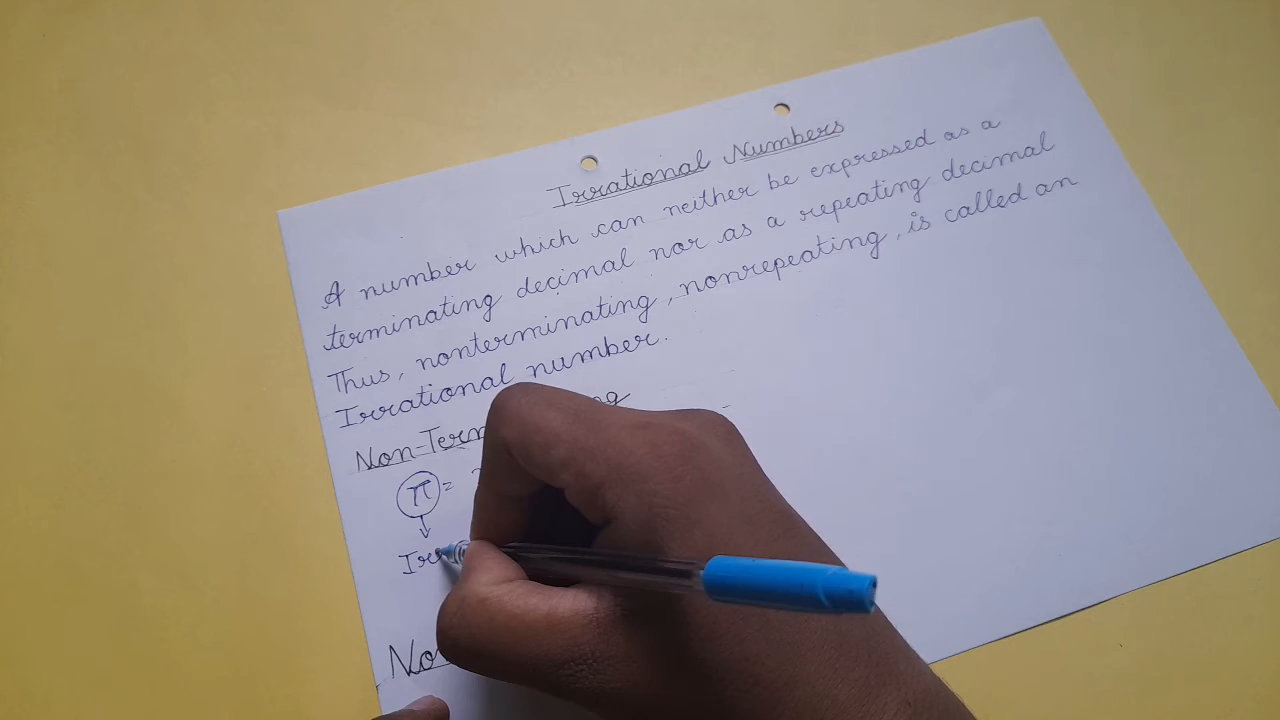 Irrational Numbers
A number which can neither be expressed as a
terminating decimal nor as a repeating decimal
Thus, nonterminating, nonrepeating, is called an
Irrational number.
π =